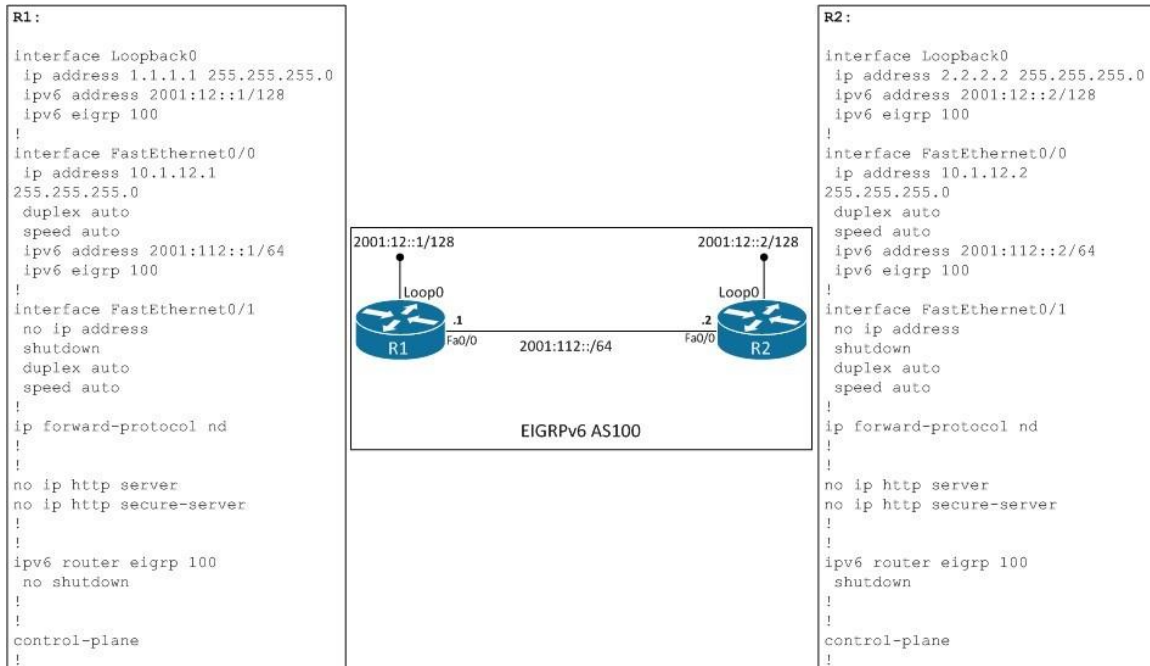 R1:
interface Loopback0
ip address 1.1.1.1 255.255.255.0
ipv6 address 2001:12::1/128
ipv6 eigrp 100
!
interface FastEthernet0/0
ip address 10.1.12.1
255.255.255.0
duplex auto
speed auto
ipv6 address 2001:112::1/64
ipv6 eigrp 100
!
interface FastEthernet0/1
no ip address
shutdown
duplex auto
speed auto
!
ip forward-protocol nd
!
!
no ip http server
no ip http secure-server
!
!
ipv6 router eigrp 100
no shutdown
!
!
control-plane
!
2001:12::1/128
2001:12::2/128
Loop0
Loop0
.1
.2
R1
Fa0/0
2001:112::/64
Fa0/0
R2
EIGRPv6 AS100
R2:
interface Loopback0
ip address 2.2.2.2 255.255.255.0
ipv6 address 2001:12::2/128
ipv6 eigrp 100
!
interface FastEthernet0/0
ip address 10.1.12.2
255.255.255.0
duplex auto
speed auto
ipv6 address 2001:112::2/64
ipv6 eigrp 100
!
interface FastEthernet0/1
no ip address
shutdown
duplex auto
speed auto
!
ip forward-protocol nd
!
!
no ip http server
no ip http secure-server
!
!
ipv6 router eigrp 100
shutdown
!
!
control-plane
!